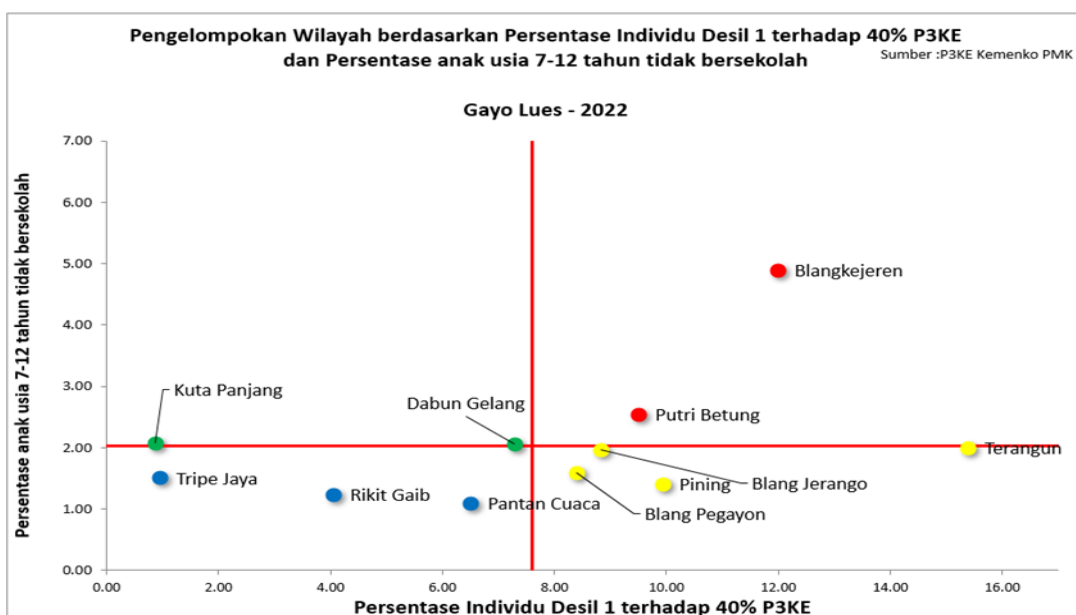 Pengelompokan Wilayah berdasarkan Persentase Individu Desil 1 terhadap 40% P3KE
dan Persentase anak usia 7-12 tahun tidak bersekolah
Sumber :P3KE Kemenko PMK
Gayo Lues - 2022
Persentase anak usia 7-12 tahun tidak bersekolah
7.00
6.00
5.00
4.00
3.00
2.00
1.00
0.00
Blangkejeren
Kuta Panjang
Dabun Gelang
Putri Betung
Terangun
Tripe Jaya
Rikit Gaib
Pantan Cuaca
Pining
Blang Jerango
Blang Pegayon
0.00 2.00 4.00 6.00 8.00 10.00 12.00 14.00 16.00
Persentase Individu Desil 1 terhadap 40% P3KE